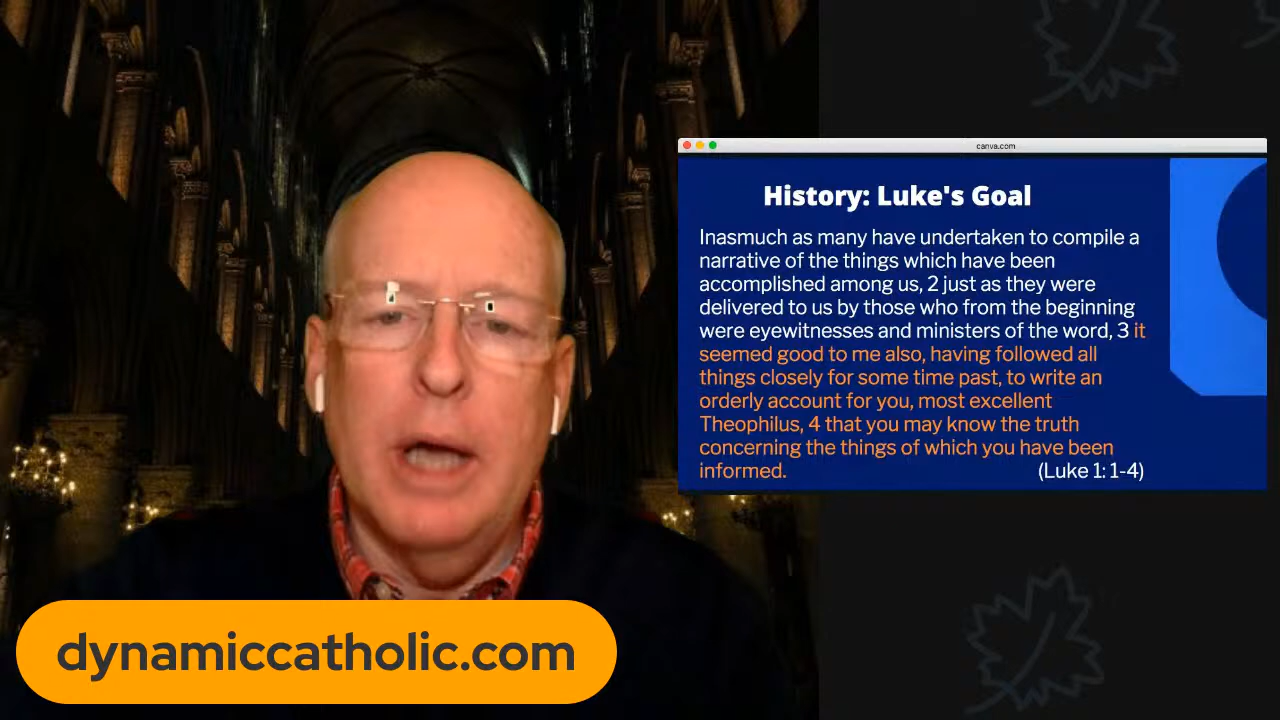 canva.com
History: Luke's Goal
Inasmuch as many have undertaken to compile a
narrative of the things which have been
accomplished among us, 2 just as they were
delivered to us by those who from the beginning
were eyewitnesses and ministers of the word, 3 it
seemed good to me also, having followed all
things closely for some time past, to write an
orderly account for you, most excellent
Theophilus, 4 that you may know the truth
concerning the things of which you have been
informed. (Luke 1: 1-4)
dynamiccatholic.com